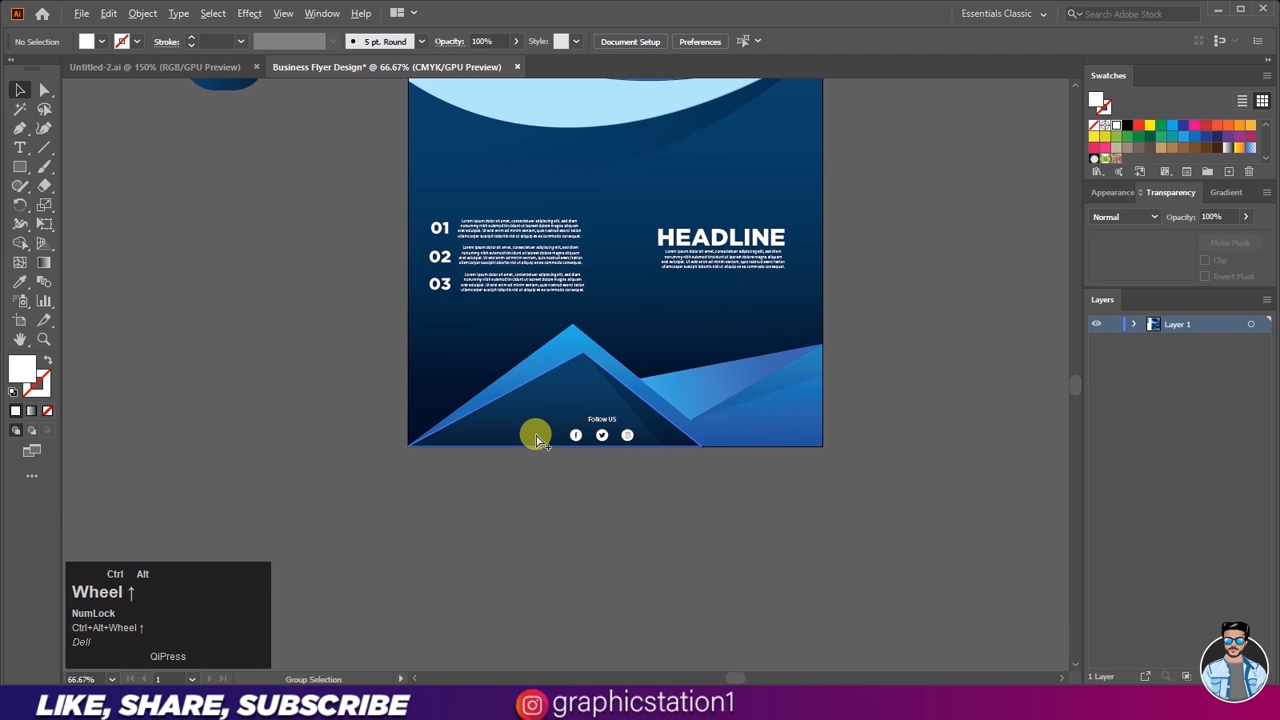 File Edit Object Type Select Effect View Window Help
Essentials Classic
Search Adobe Stock
No Selection
Stroke:
5 pt. Round
Opacity: 100%
Style:
Document Setup
Preferences
Untitled-2.ai @ 150% (RGB/GPU Preview)
Business Flyer Design* @ 66.67% (CMYK/GPU Preview)
Swatches
Appearance Transparency Gradient
Normal
Opacity: 100%
Make Mask
Clip
Invert Mask
Layers
Layer 1
01
02
03
HEADLINE
Follow US
Ctrl Alt
Wheel ↑
NumLock
Ctrl+Alt+Wheel ↑
Dell
QiPress
66.67%
1
Group Selection
1 Layer
LIKE, SHARE, SUBSCRIBE
graphicstation1